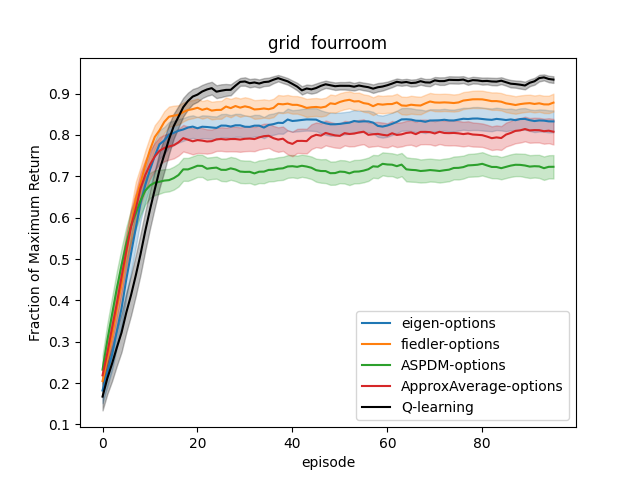 grid  fourroom
Fraction of Maximum Return
0.9
0.8
0.7
0.6
0.5
0.4
0.3
0.2
0.1
0 20 40 60 80
episode
eigen-options
fiedler-options
ASPDM-options
ApproxAverage-options
Q-learning